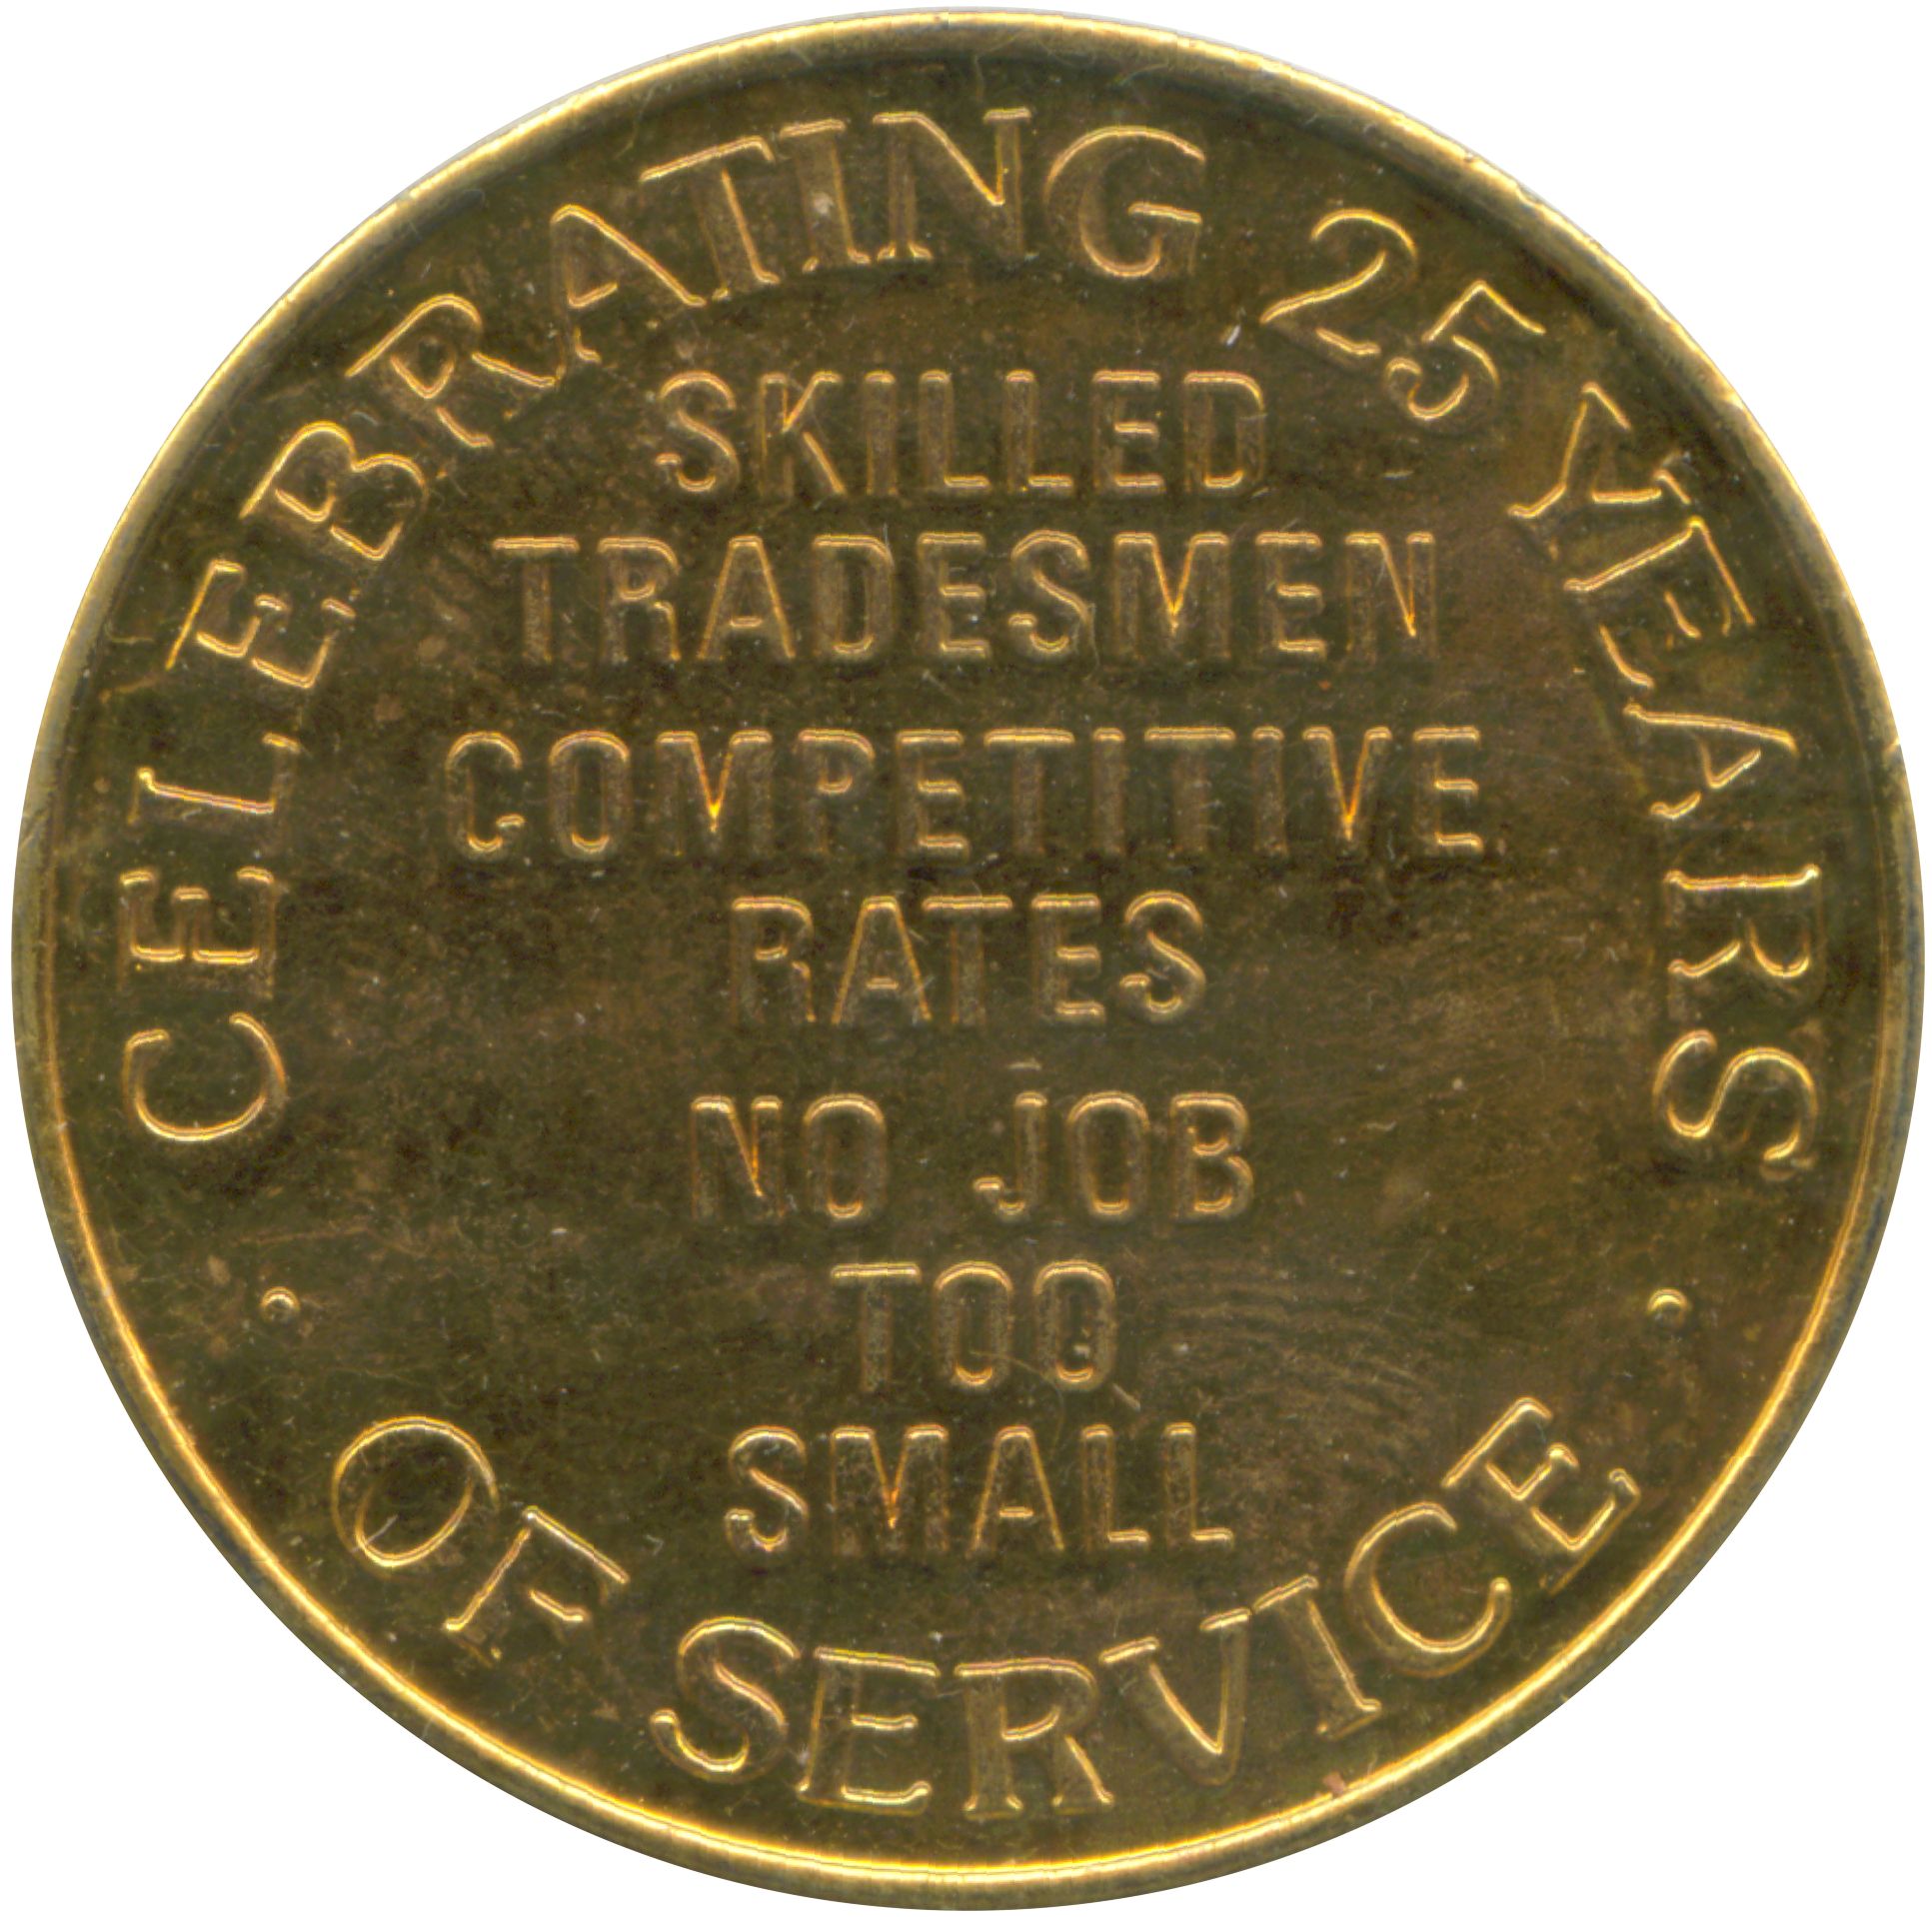 CELEBRATING 25 YEARS
SKILLED
TRADESMEN
COMPETITIVE
RATES
NO JOB
TOO
SMALL
OF SERVICE